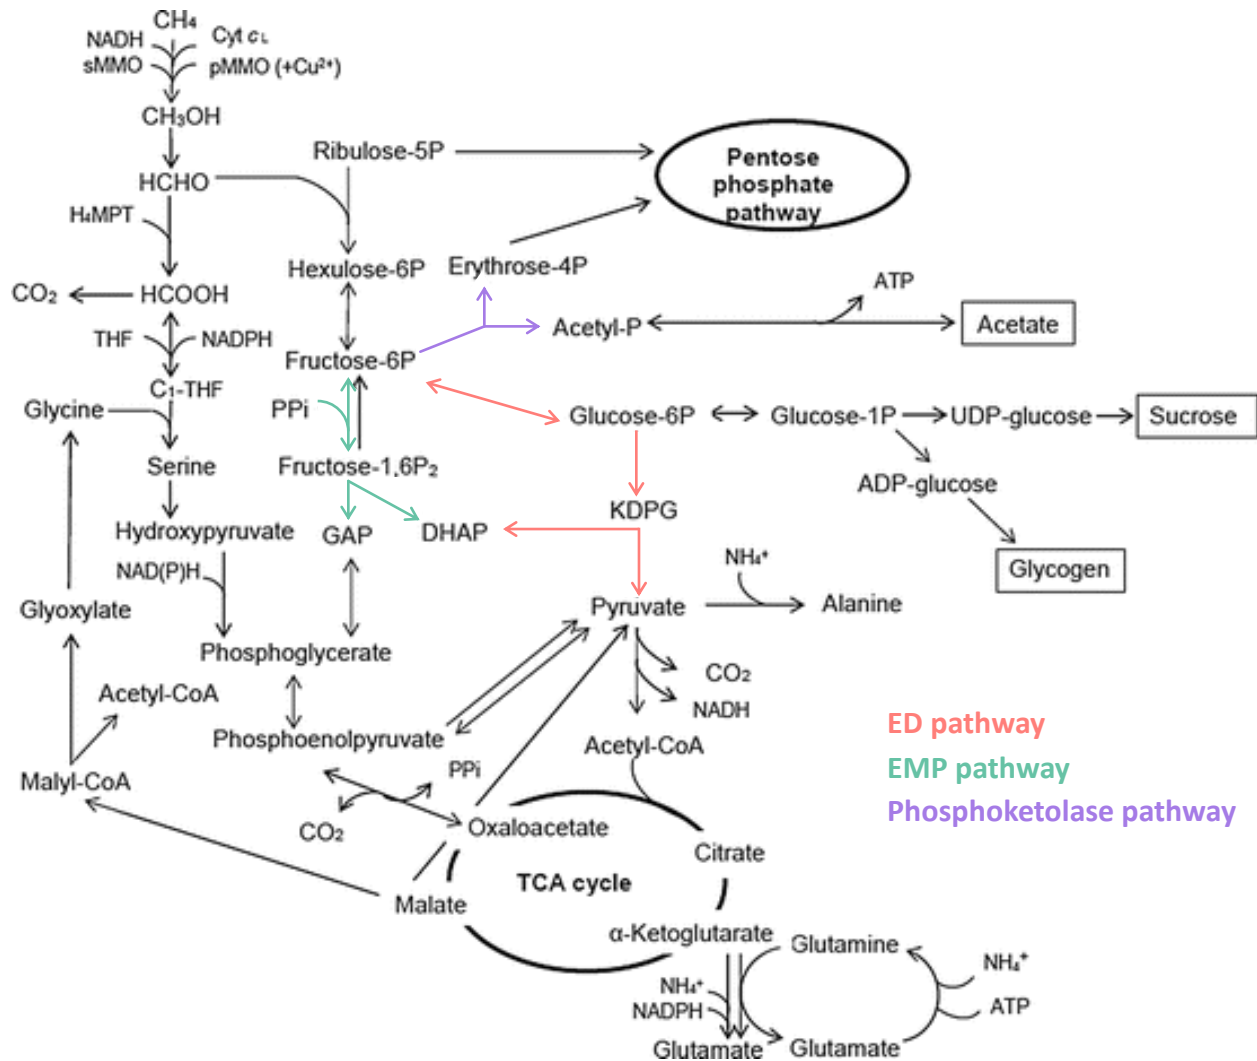 CH₄
NADH
Cyt c L
sMMO
pMMO (+Cu²⁺)
CH₃OH
Ribulose-5P
Pentose
phosphate
pathway
HCHO
H₄MPT
Hexulose-6P
Erythrose-4P
ATP
CO₂
HCOOH
Acetyl-P
Acetate
THF
NADPH
Fructose-6P
C₁-THF
Glycine
PPi
Glucose-6P
Glucose-1P
UDP-glucose
Sucrose
Serine
Fructose-1,6P₂
ADP-glucose
KDPG
Hydroxypyruvate
GAP
DHAP
NH₄⁺
Glycogen
NAD(P)H
Glyoxylate
Pyruvate
Alanine
Phosphoglycerate
CO₂
Acetyl-CoA
NADH
ED pathway
Phosphoenolpyruvate
Acetyl-CoA
EMP pathway
Malyl-CoA
PPi
Phosphoketolase pathway
CO₂
Oxaloacetate
Citrate
TCA cycle
Malate
α-Ketoglutarate
Glutamine
NH₄⁺
NH₄⁺
NADPH
ATP
Glutamate
Glutamate